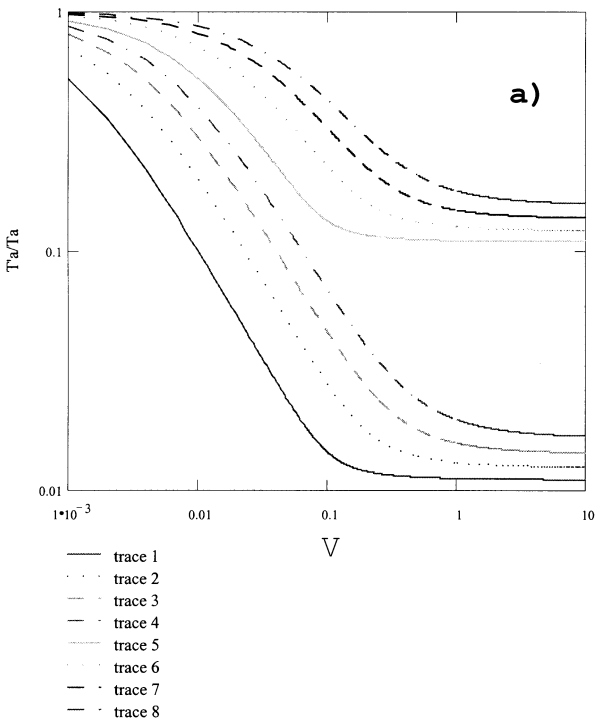 1
a)
T'a/Ta
0.1
0.01
1•10⁻³ 0.01 0.1 1 10
V
trace 1
trace 2
trace 3
trace 4
trace 5
trace 6
trace 7
trace 8